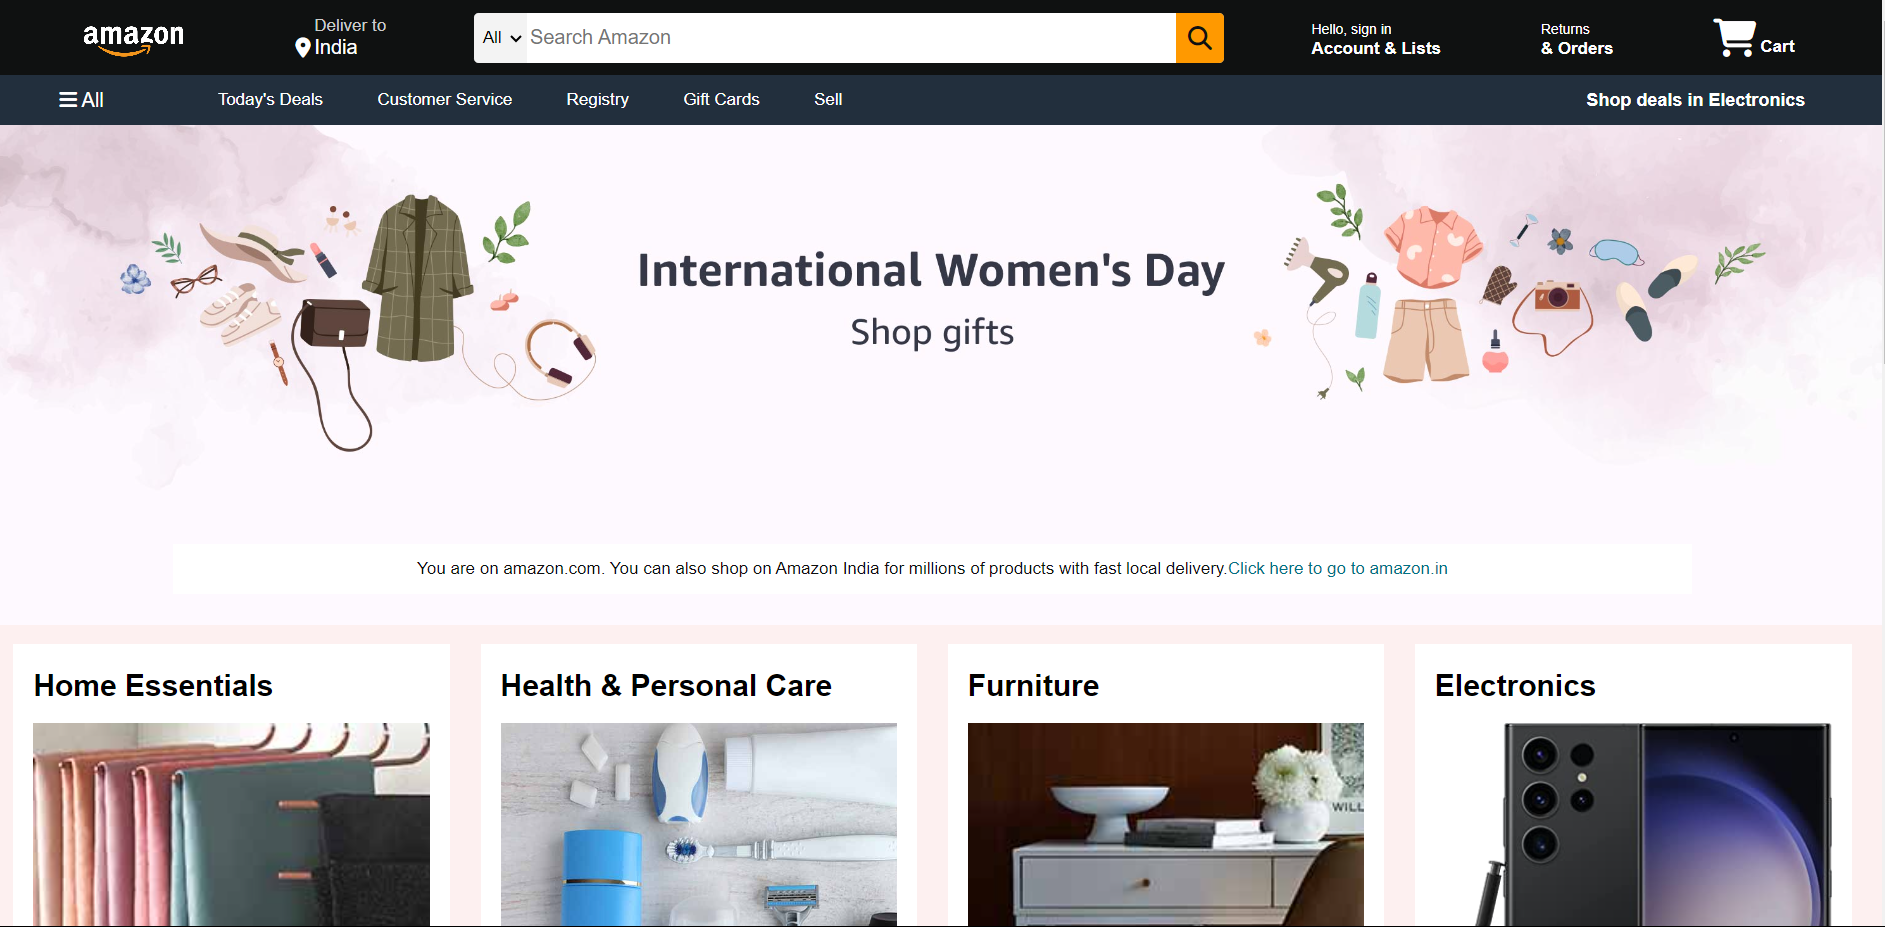 amazon
Deliver to
India
All
Search Amazon
Hello, sign in
Account & Lists
Returns
& Orders
Cart
All
Today's Deals
Customer Service
Registry
Gift Cards
Sell
Shop deals in Electronics
International Women's Day
Shop gifts
You are on amazon.com. You can also shop on Amazon India for millions of products with fast local delivery.Click here to go to amazon.in
Home Essentials
Health & Personal Care
Furniture
Electronics
WILL